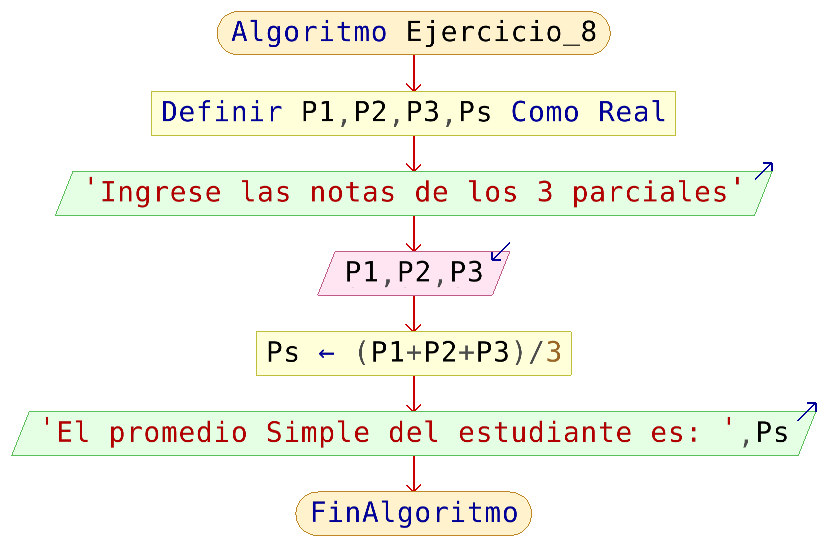 Algoritmo Ejercicio_8
Definir P1,P2,P3,Ps Como Real
'Ingrese las notas de los 3 parciales'
P1,P2,P3
Ps ← (P1+P2+P3)/3
'El promedio Simple del estudiante es: ',Ps
FinAlgoritmo